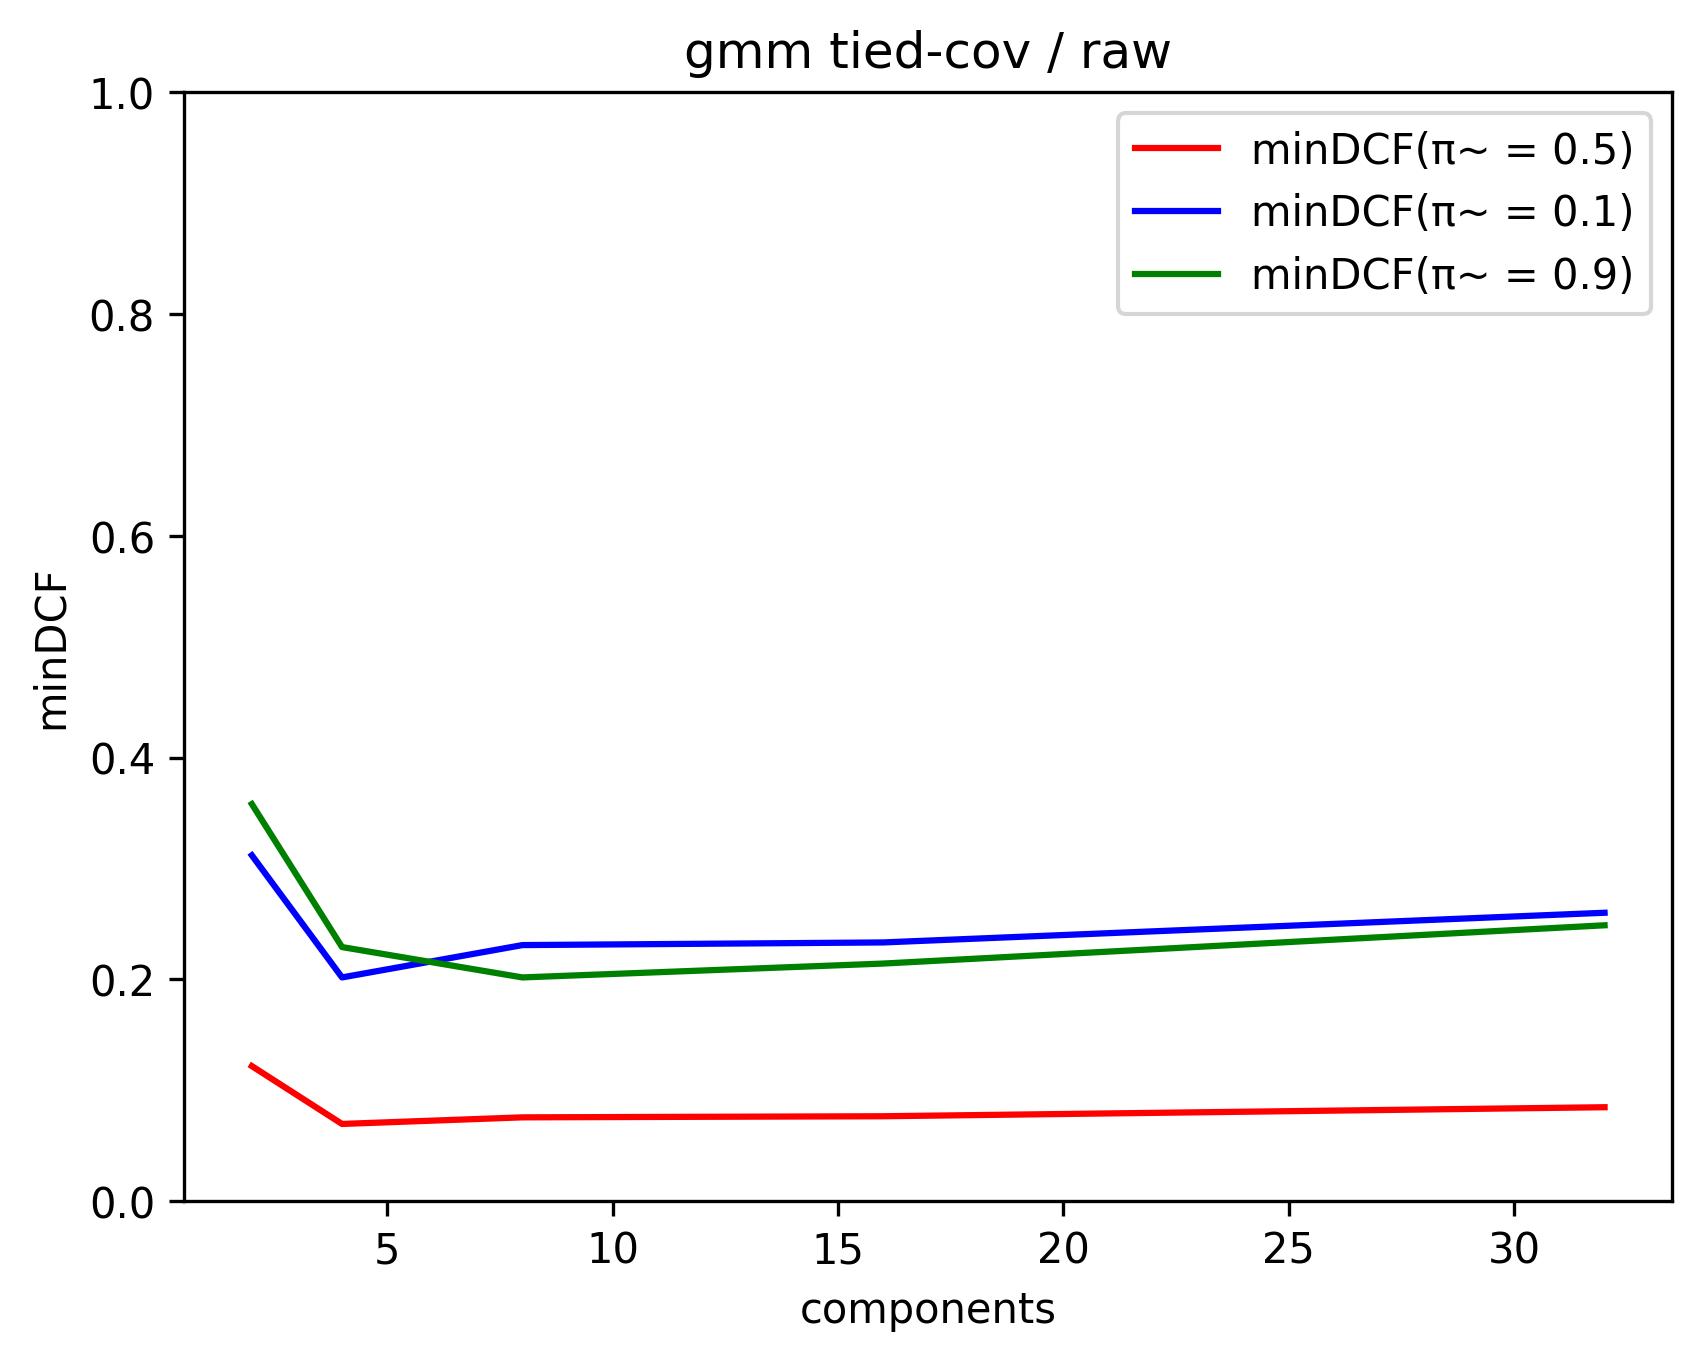 gmm tied-cov / raw
minDCF(π~ = 0.5)
minDCF(π~ = 0.1)
minDCF(π~ = 0.9)
1.0
0.8
0.6
0.4
0.2
0.0
minDCF
5 10 15 20 25 30
components